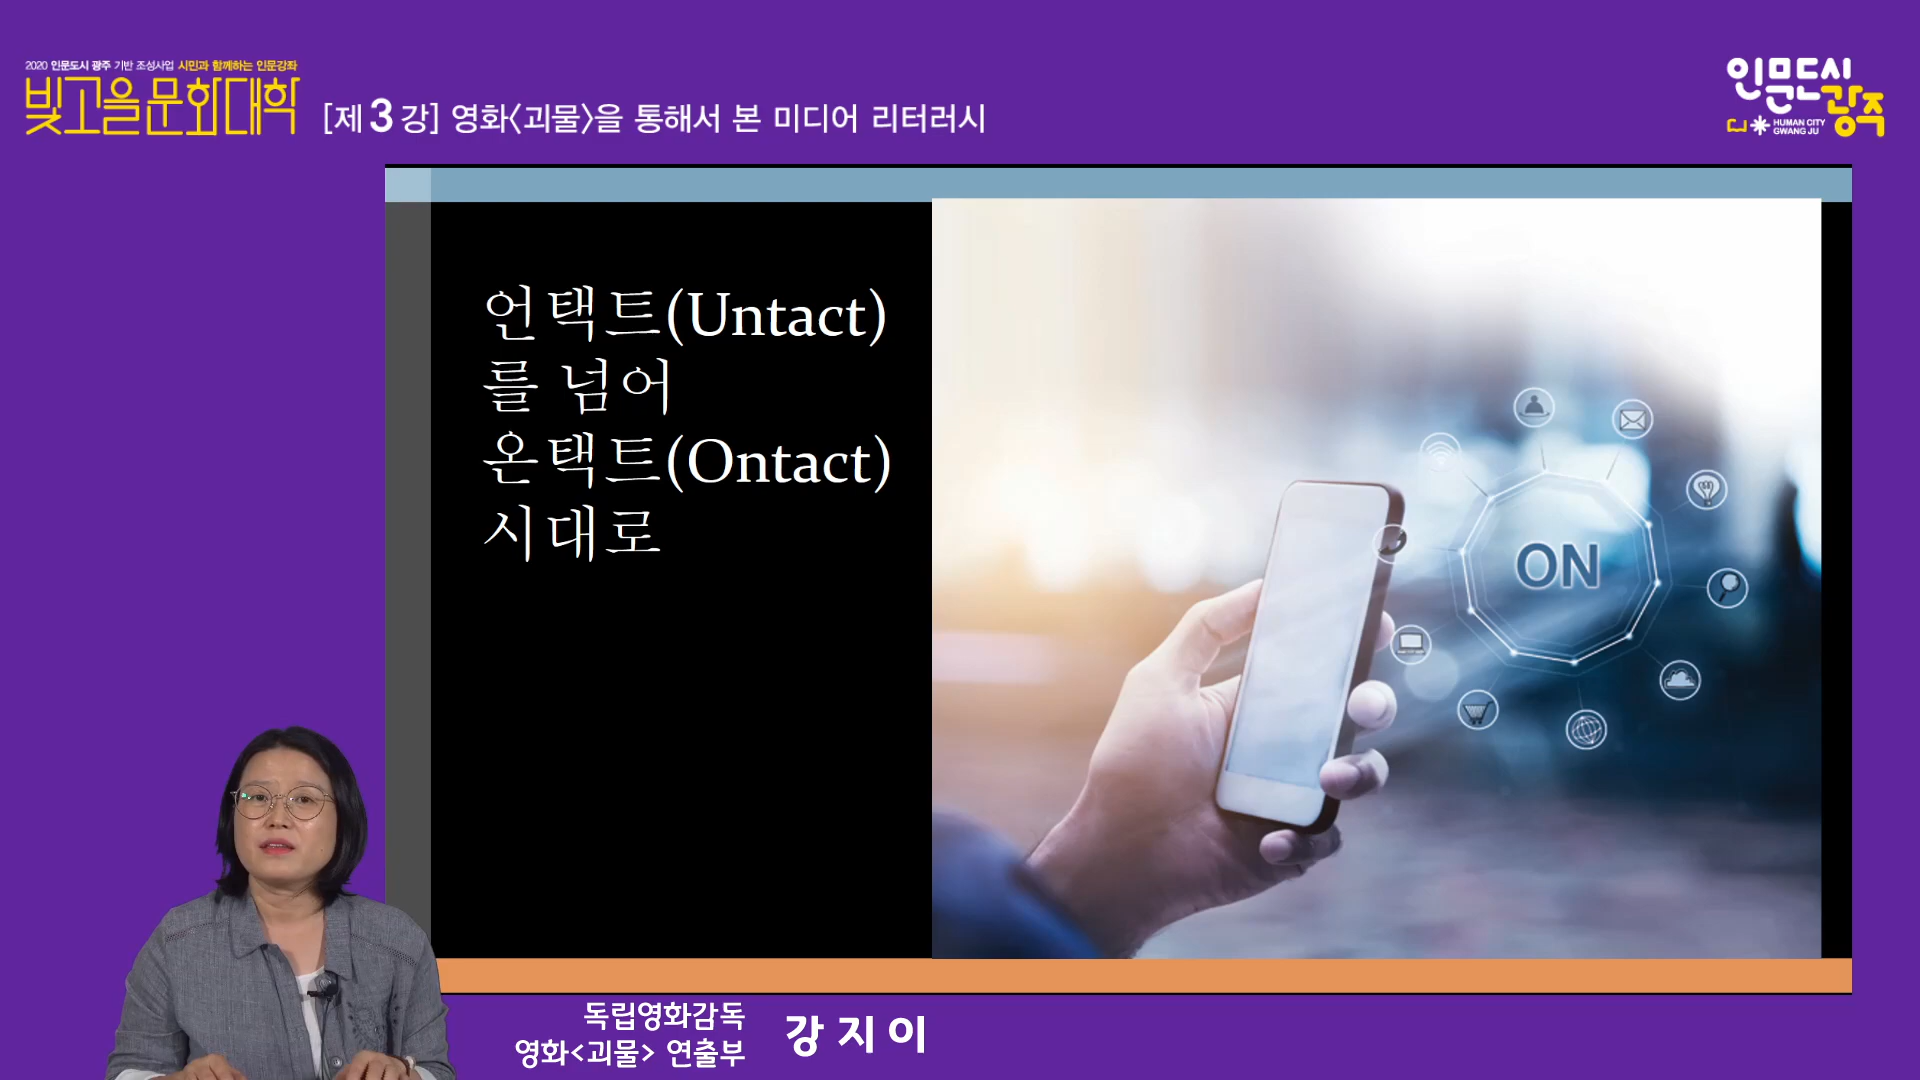 2020 인문도시 광주 기반 조성사업 시민과 함께하는 인문강좌
빛고을문화대학
[제3강] 영화<괴물>을 통해서 본 미디어 리터러시
인문도시
광주
HUMAN CITY
GWANG JU
언택트(Untact)
를 넘어
온택트(Ontact)
시대로
ON
독립영화감독
영화<괴물> 연출부
강지이